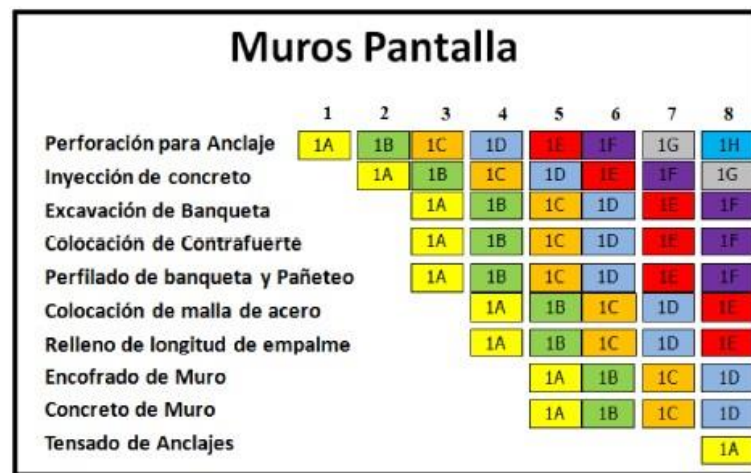 Muros Pantalla
1 2 3 4 5 6 7 8
Perforación para Anclaje 1A 1B 1C 1D 1E 1F 1G 1H
Inyección de concreto 1A 1B 1C 1D 1E 1F 1G
Excavación de Banqueta 1A 1B 1C 1D 1E 1F
Colocación de Contrafuerte 1A 1B 1C 1D 1E 1F
Perfilado de banqueta y Pañeteo 1A 1B 1C 1D 1E 1F
Colocación de malla de acero 1A 1B 1C 1D 1E
Relleno de longitud de empalme 1A 1B 1C 1D 1E
Encofrado de Muro 1A 1B 1C 1D
Concreto de Muro 1A 1B 1C 1D
Tensado de Anclajes 1A